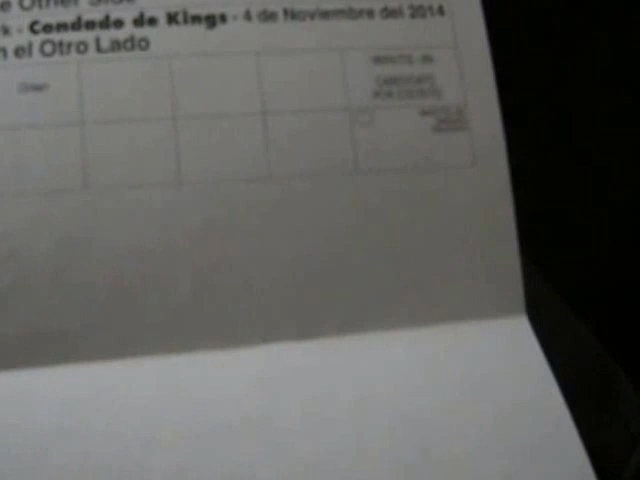 e Other Side
k - Condado de Kings - 4 de Noviembre del 2014
n el Otro Lado
WRITE-IN
CANDIDATE
POR ESCRITO